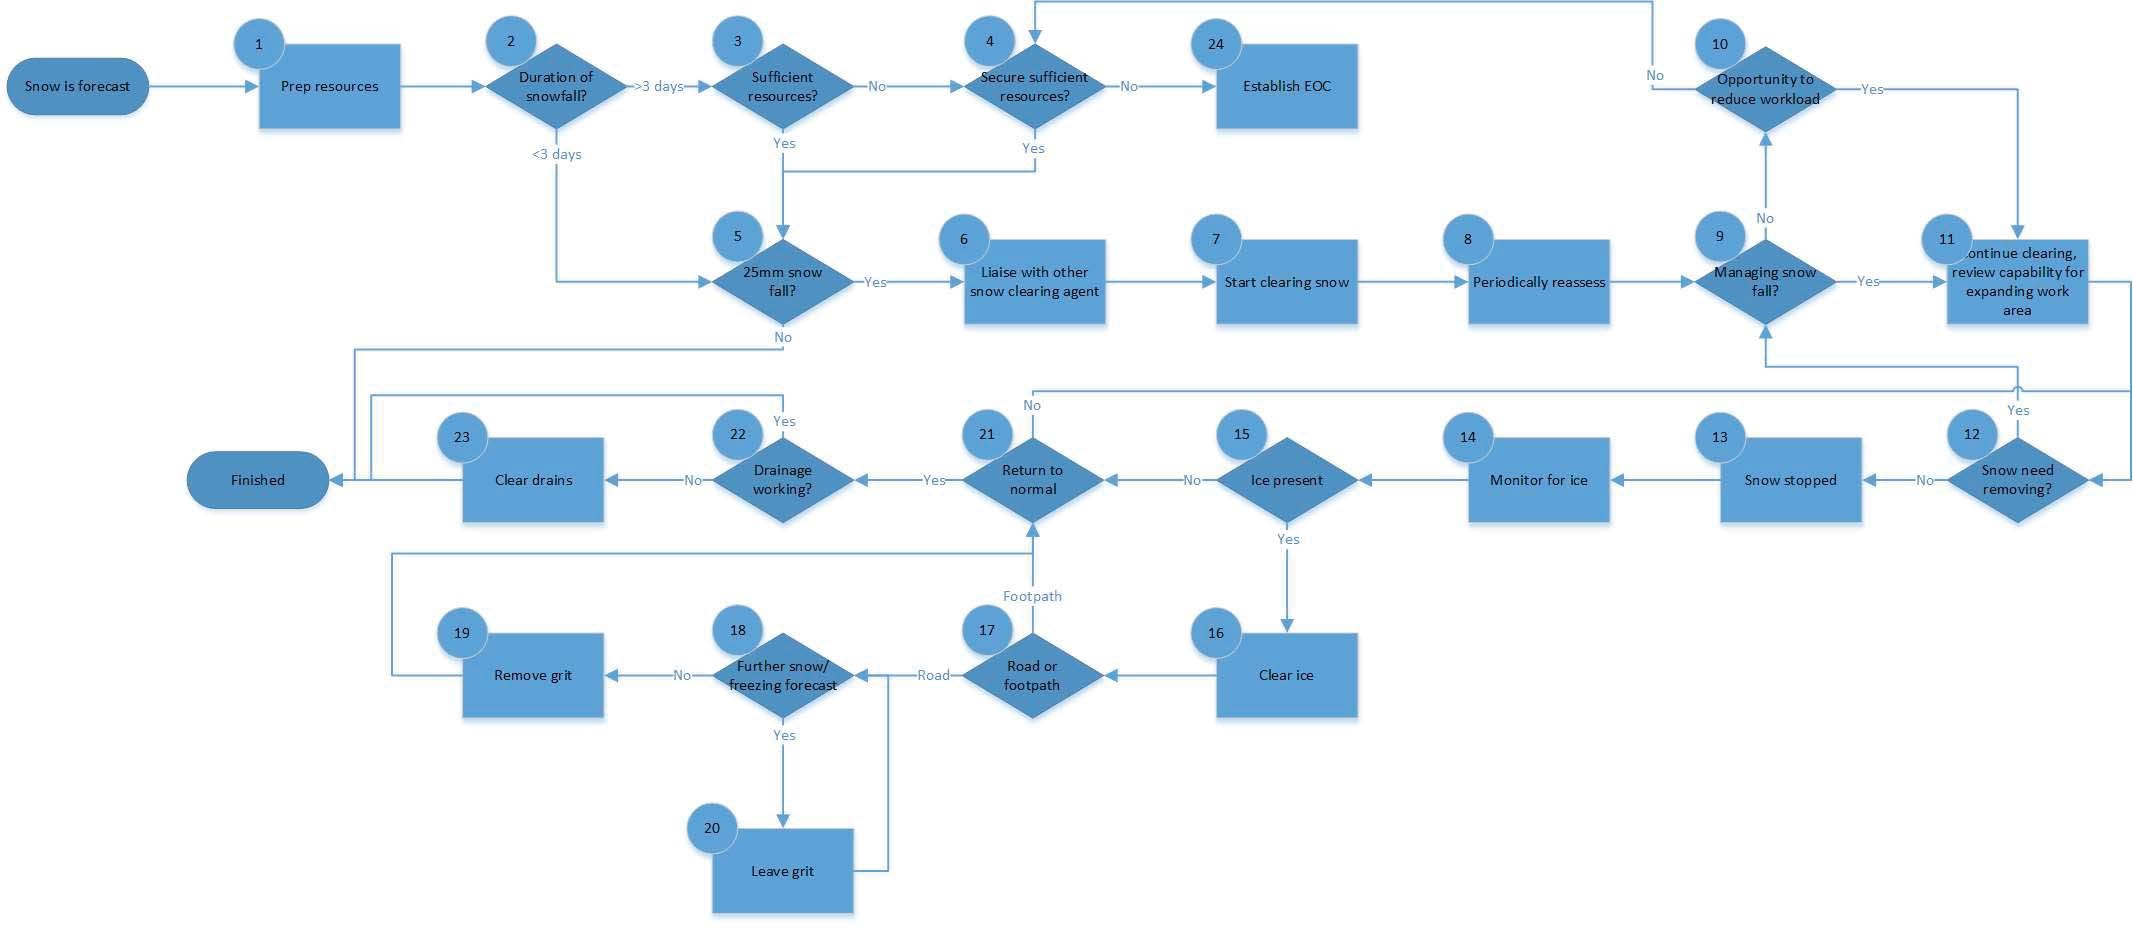 1
2
3
4
24
10
Snow is forecast
Prep resources
Duration of
snowfall?
>3 days
Sufficient
resources?
No
Secure sufficient
resources?
No
Establish EOC
No
Opportunity to
reduce workload
Yes
<3 days
Yes
Yes
No
5
6
7
8
9
11
25mm snow
fall?
Yes
Liaise with other
snow clearing agent
Start clearing snow
Periodically reassess
Managing snow
fall?
Yes
ontinue clearing,
review capability for
expanding work
area
No
23
22
Yes
21
No
15
14
13
12
Yes
Finished
Clear drains
No
Drainage
working?
Yes
Return to
normal
No
Ice present
Monitor for ice
Snow stopped
No
Snow need
removing?
Yes
19
18
17
Footpath
16
Remove grit
No
Further snow/
freezing forecast
Road
Road or
footpath
Clear ice
Yes
20
Leave grit